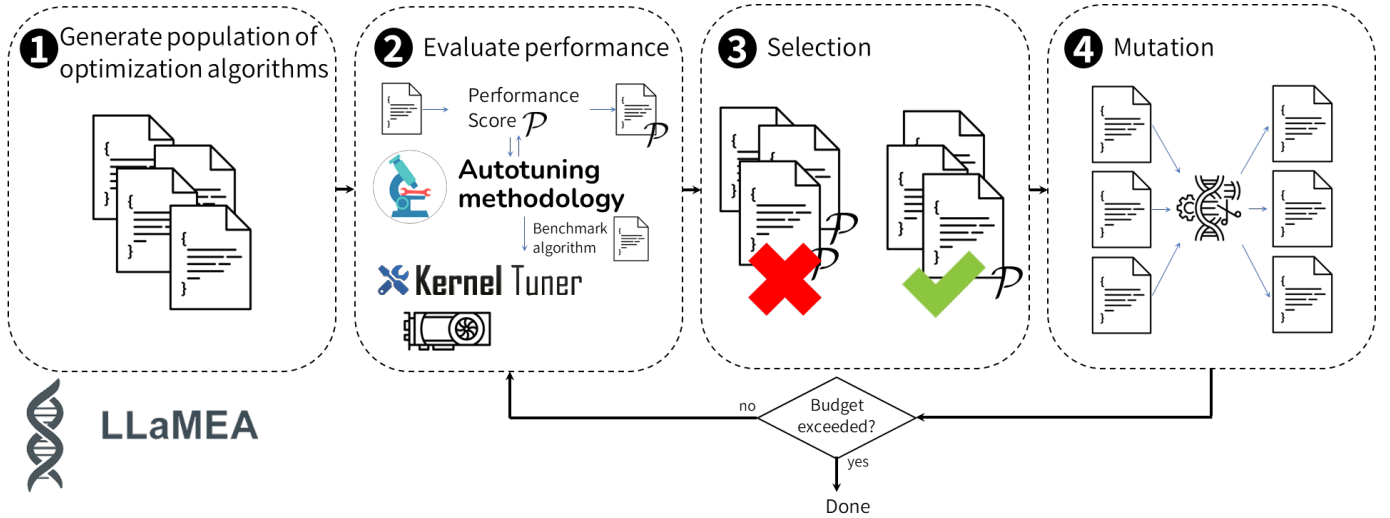 1 Generate population of
optimization algorithms
2 Evaluate performance
Performance
Score P
P
Autotuning
methodology
Benchmark
algorithm
Kernel Tuner
3 Selection
P
P
P
4 Mutation
Budget
exceeded?
no
yes
Done
LLaMEA